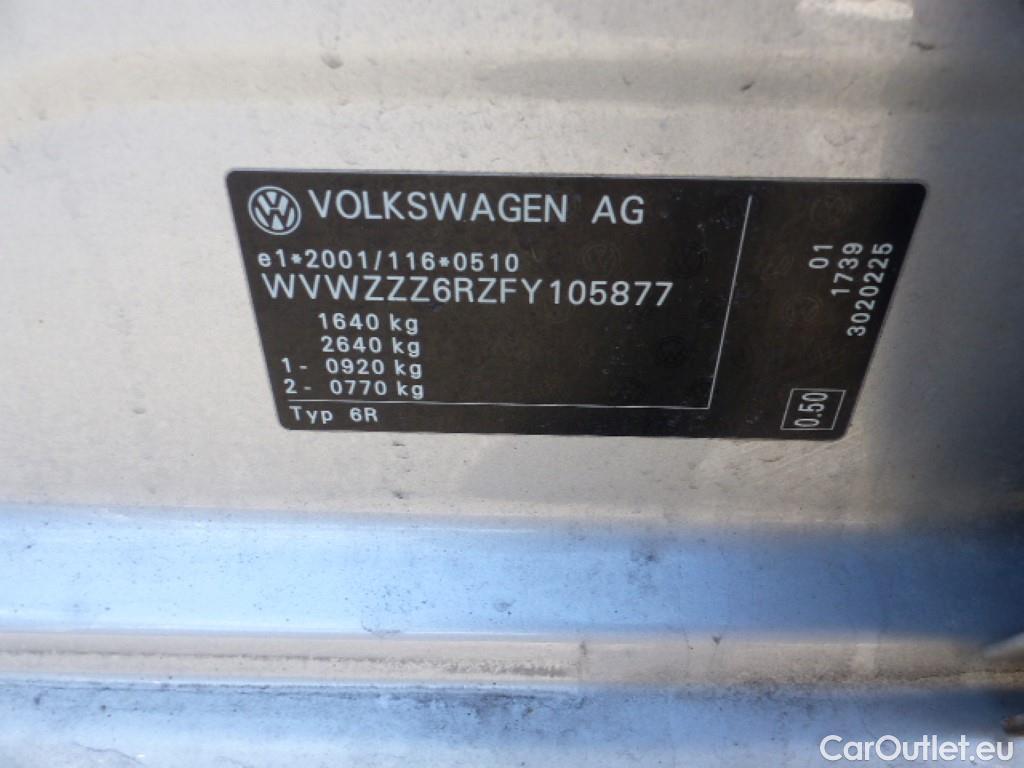 VOLKSWAGEN AG
e1*2001/116*0510
WVWZZZ6RZFY105877
1640 kg
2640 kg
1- 0920 kg
2- 0770 kg
Typ 6R
01
1739
3020225
0.50
CarOutlet.eu